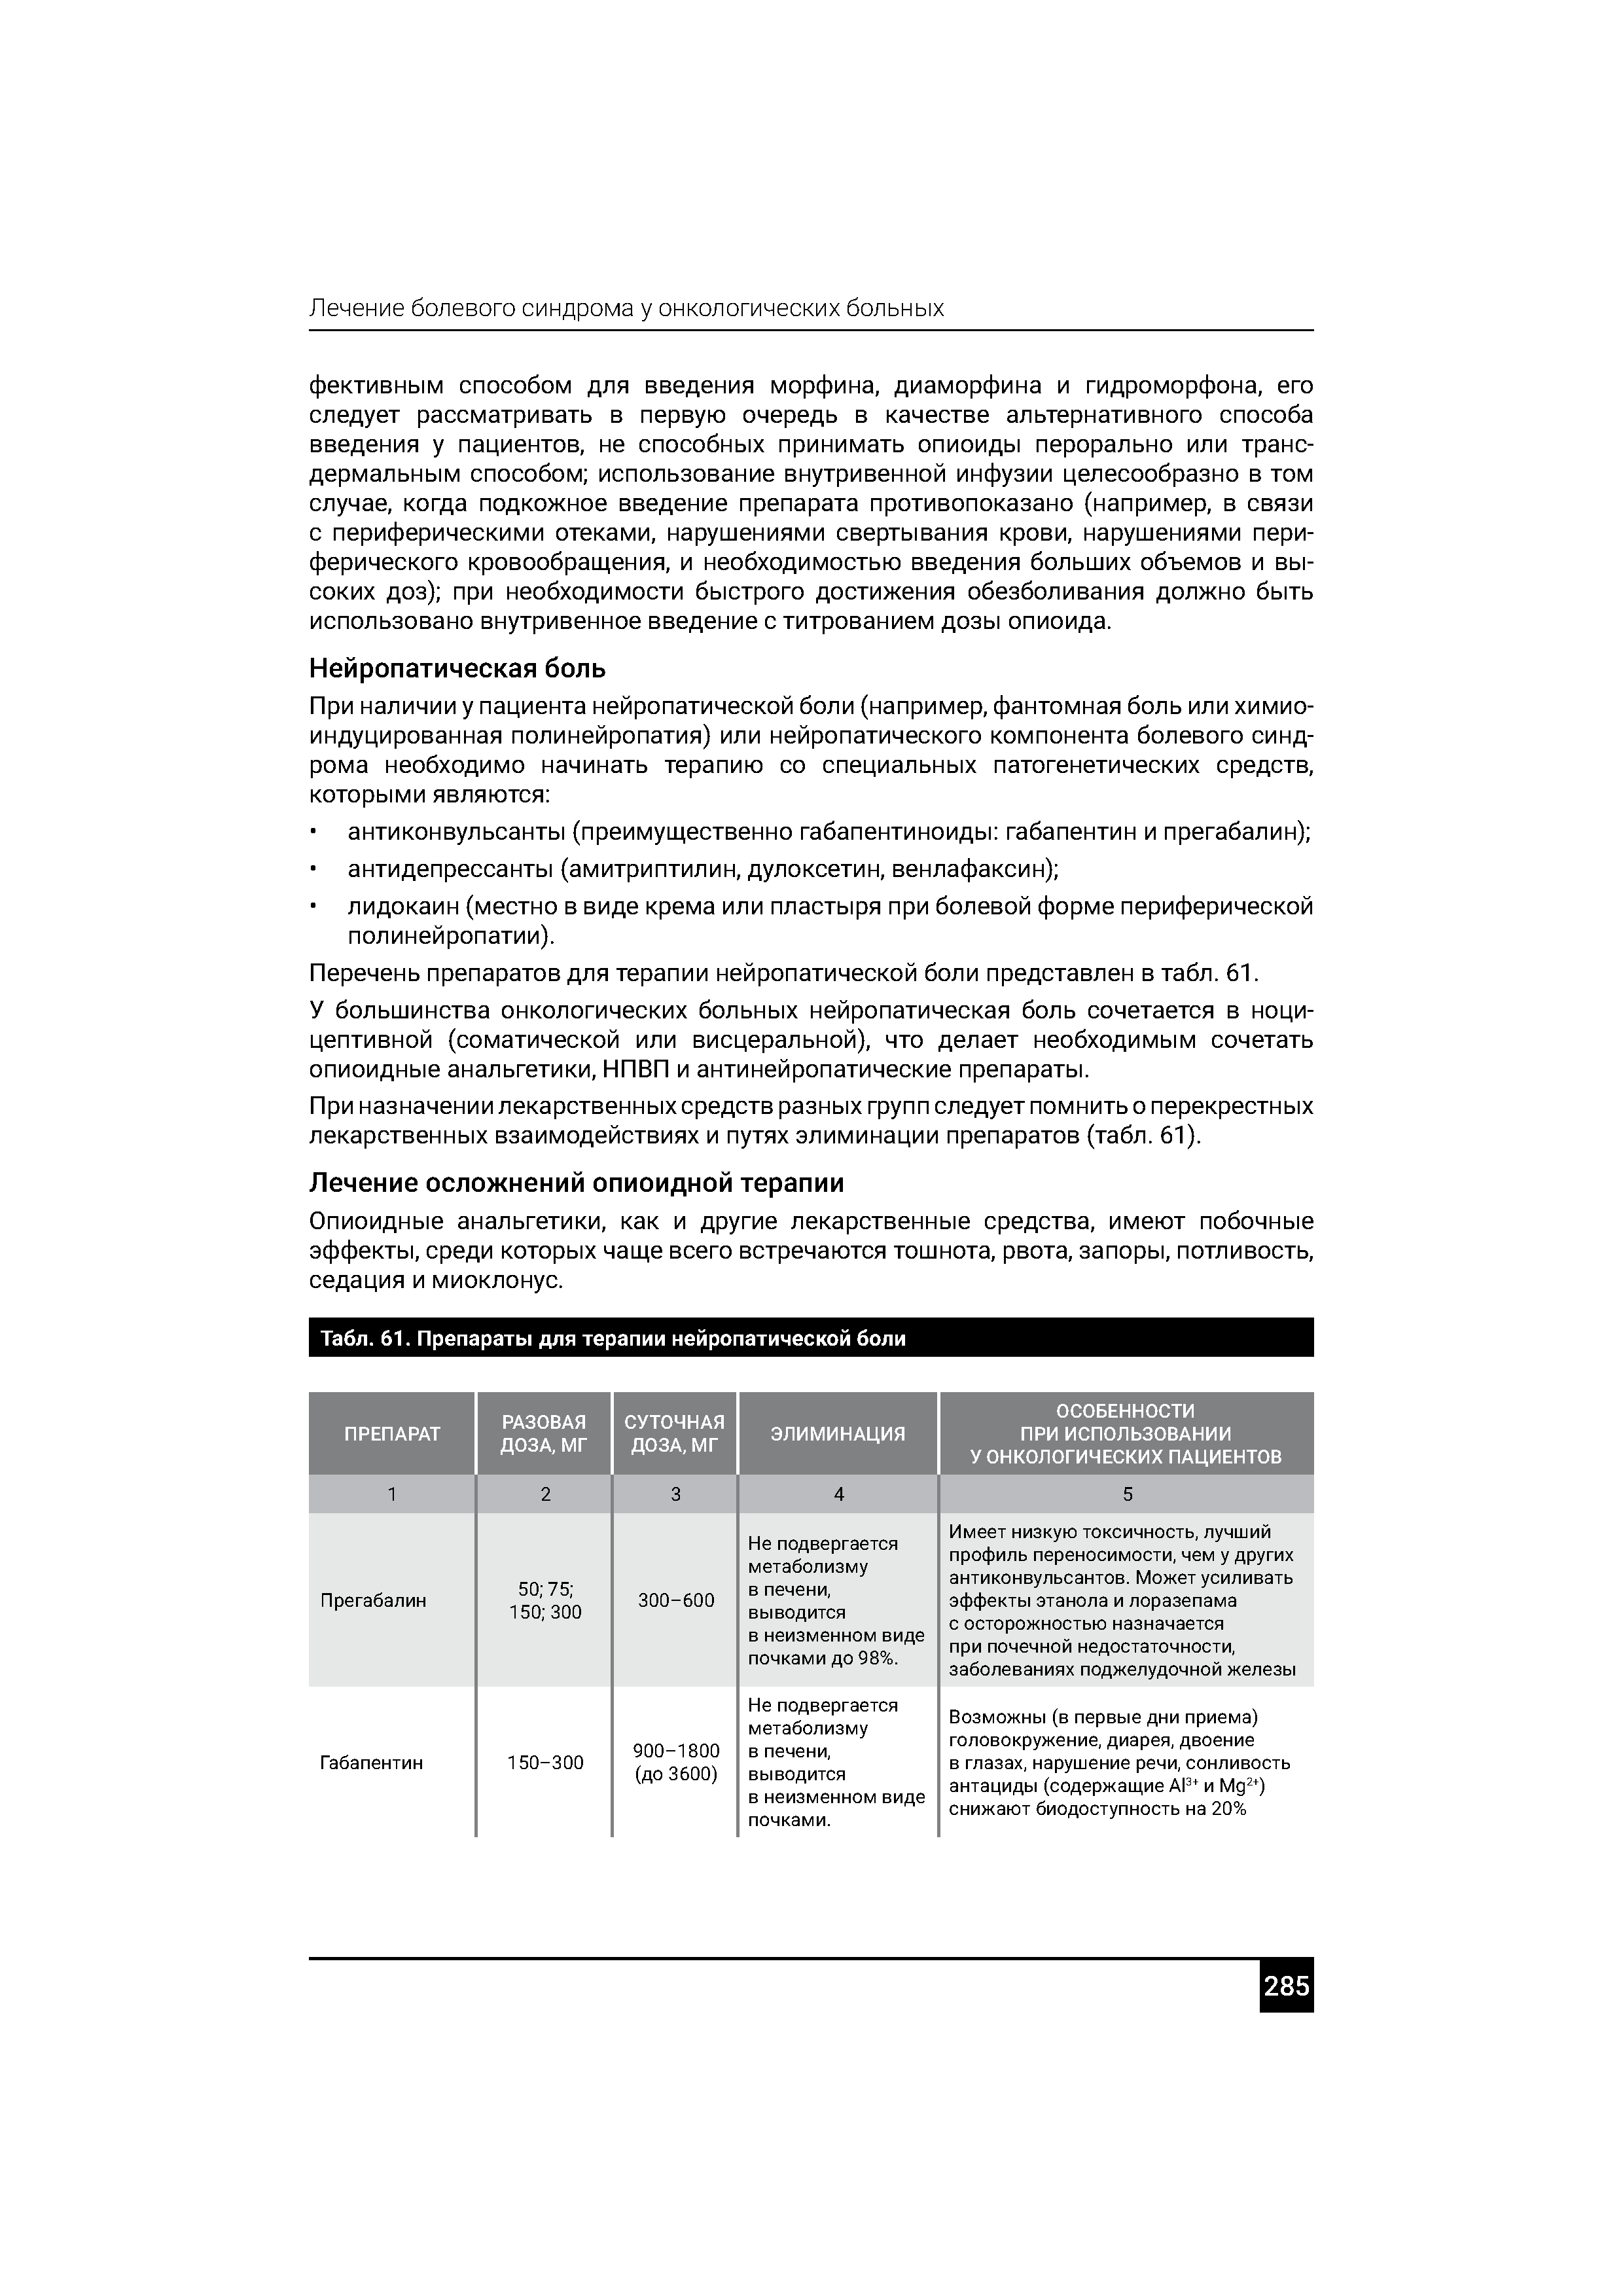 Лечение болевого синдрома у онкологических больных
фективным способом для введения морфина, диаморфина и гидроморфона, его
следует рассматривать в первую очередь в качестве альтернативного способа
введения у пациентов, не способных принимать опиоиды перорально или транс-
дермальным способом; использование внутривенной инфузии целесообразно в том
случае, когда подкожное введение препарата противопоказано (например, в связи
с периферическими отеками, нарушениями свертывания крови, нарушениями пери-
ферического кровообращения, и необходимостью введения больших объемов и вы-
соких доз); при необходимости быстрого достижения обезболивания должно быть
использовано внутривенное введение с титрованием дозы опиоида.
Нейропатическая боль
При наличии у пациента нейропатической боли (например, фантомная боль или химио-
индуцированная полинейропатия) или нейропатического компонента болевого синд-
рома необходимо начинать терапию со специальных патогенетических средств,
которыми являются:
• антиконвульсанты (преимущественно габапентиноиды: габапентин и прегабалин);
• антидепрессанты (амитриптилин, дулоксетин, венлафаксин);
• лидокаин (местно в виде крема или пластыря при болевой форме периферической
полинейропатии).
Перечень препаратов для терапии нейропатической боли представлен в табл. 61.
У большинства онкологических больных нейропатическая боль сочетается в ноци-
цептивной (соматической или висцеральной), что делает необходимым сочетать
опиоидные анальгетики, НПВП и антинейропатические препараты.
При назначении лекарственных средств разных групп следует помнить о перекрестных
лекарственных взаимодействиях и путях элиминации препаратов (табл. 61).
Лечение осложнений опиоидной терапии
Опиоидные анальгетики, как и другие лекарственные средства, имеют побочные
эффекты, среди которых чаще всего встречаются тошнота, рвота, запоры, потливость,
седация и миоклонус.
Табл. 61. Препараты для терапии нейропатической боли
ПРЕПАРАТ
РАЗОВАЯ
ДОЗА, МГ
СУТОЧНАЯ
ДОЗА, МГ
ЭЛИМИНАЦИЯ
ОСОБЕННОСТИ
ПРИ ИСПОЛЬЗОВАНИИ
У ОНКОЛОГИЧЕСКИХ ПАЦИЕНТОВ
1
2
3
4
5
Прегабалин
50; 75;
150; 300
300–600
Не подвергается
метаболизму
в печени,
выводится
в неизменном виде
почками до 98%.
Имеет низкую токсичность, лучший
профиль переносимости, чем у других
антиконвульсантов. Может усиливать
эффекты этанола и лоразепама
с осторожностью назначается
при почечной недостаточности,
заболеваниях поджелудочной железы
Габапентин
150–300
900–1800
(до 3600)
Не подвергается
метаболизму
в печени,
выводится
в неизменном виде
почками.
Возможны (в первые дни приема)
головокружение, диарея, двоение
в глазах, нарушение речи, сонливость
антациды (содержащие Al³⁺ и Mg²⁺)
снижают биодоступность на 20%
285